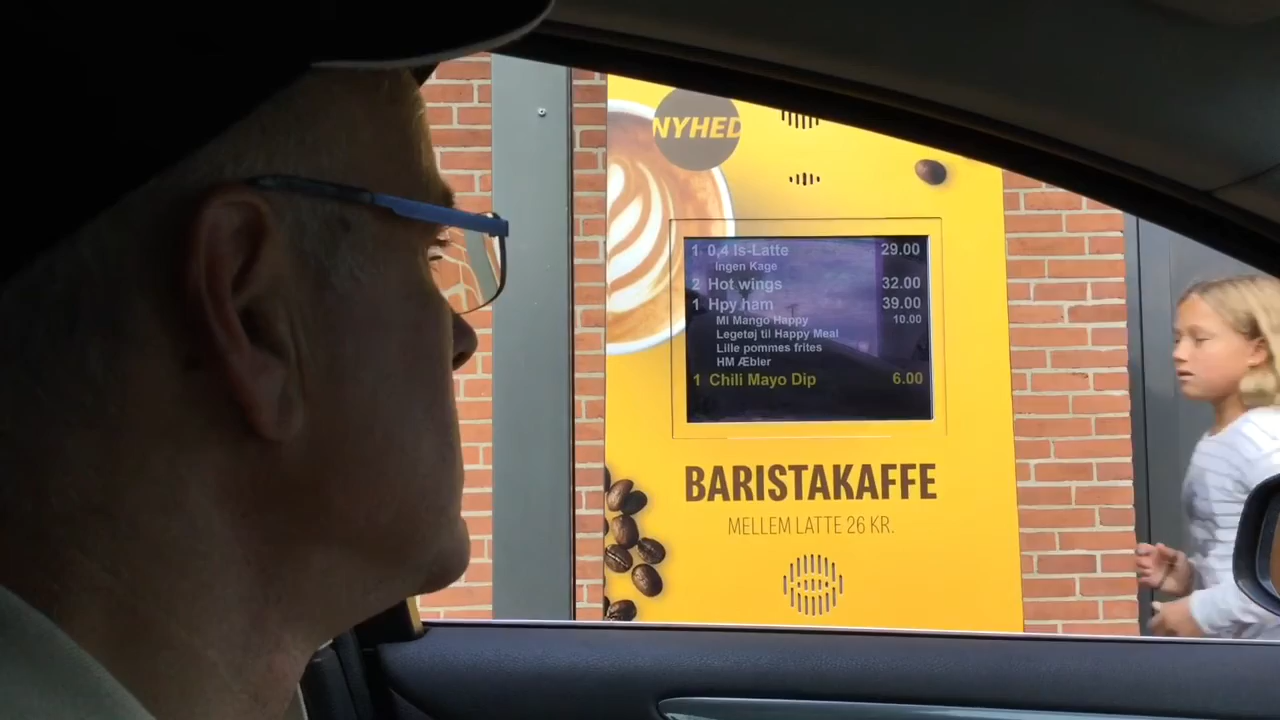 NYHED
1 0,4 Is-Latte 29.00
Ingen Kage
2 Hot wings 32.00
1 Hpy ham 39.00
MI Mango Happy 10.00
Legetøj til Happy Meal
Lille pommes frites
HM Æbler
1 Chili Mayo Dip 6.00
BARISTAKAFFE
MELLEM LATTE 26 KR.